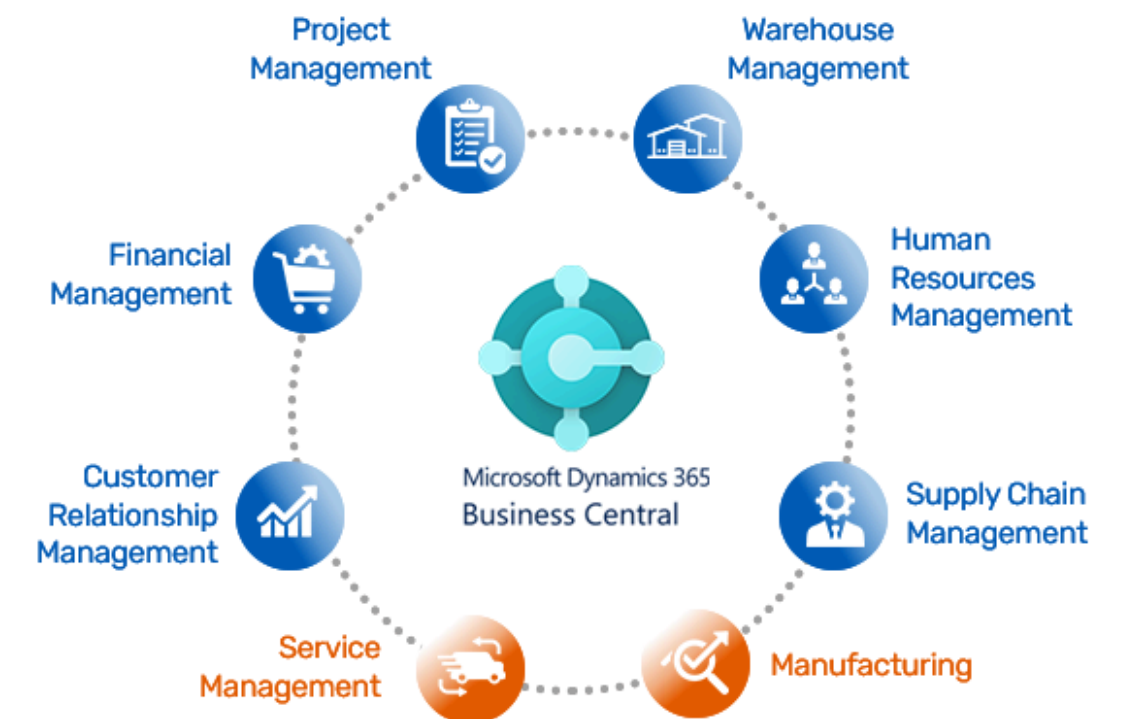 Project
Management
Warehouse
Management
Financial
Management
Human
Resources
Management
Microsoft Dynamics 365
Business Central
Customer
Relationship
Management
Supply Chain
Management
Service
Management
Manufacturing